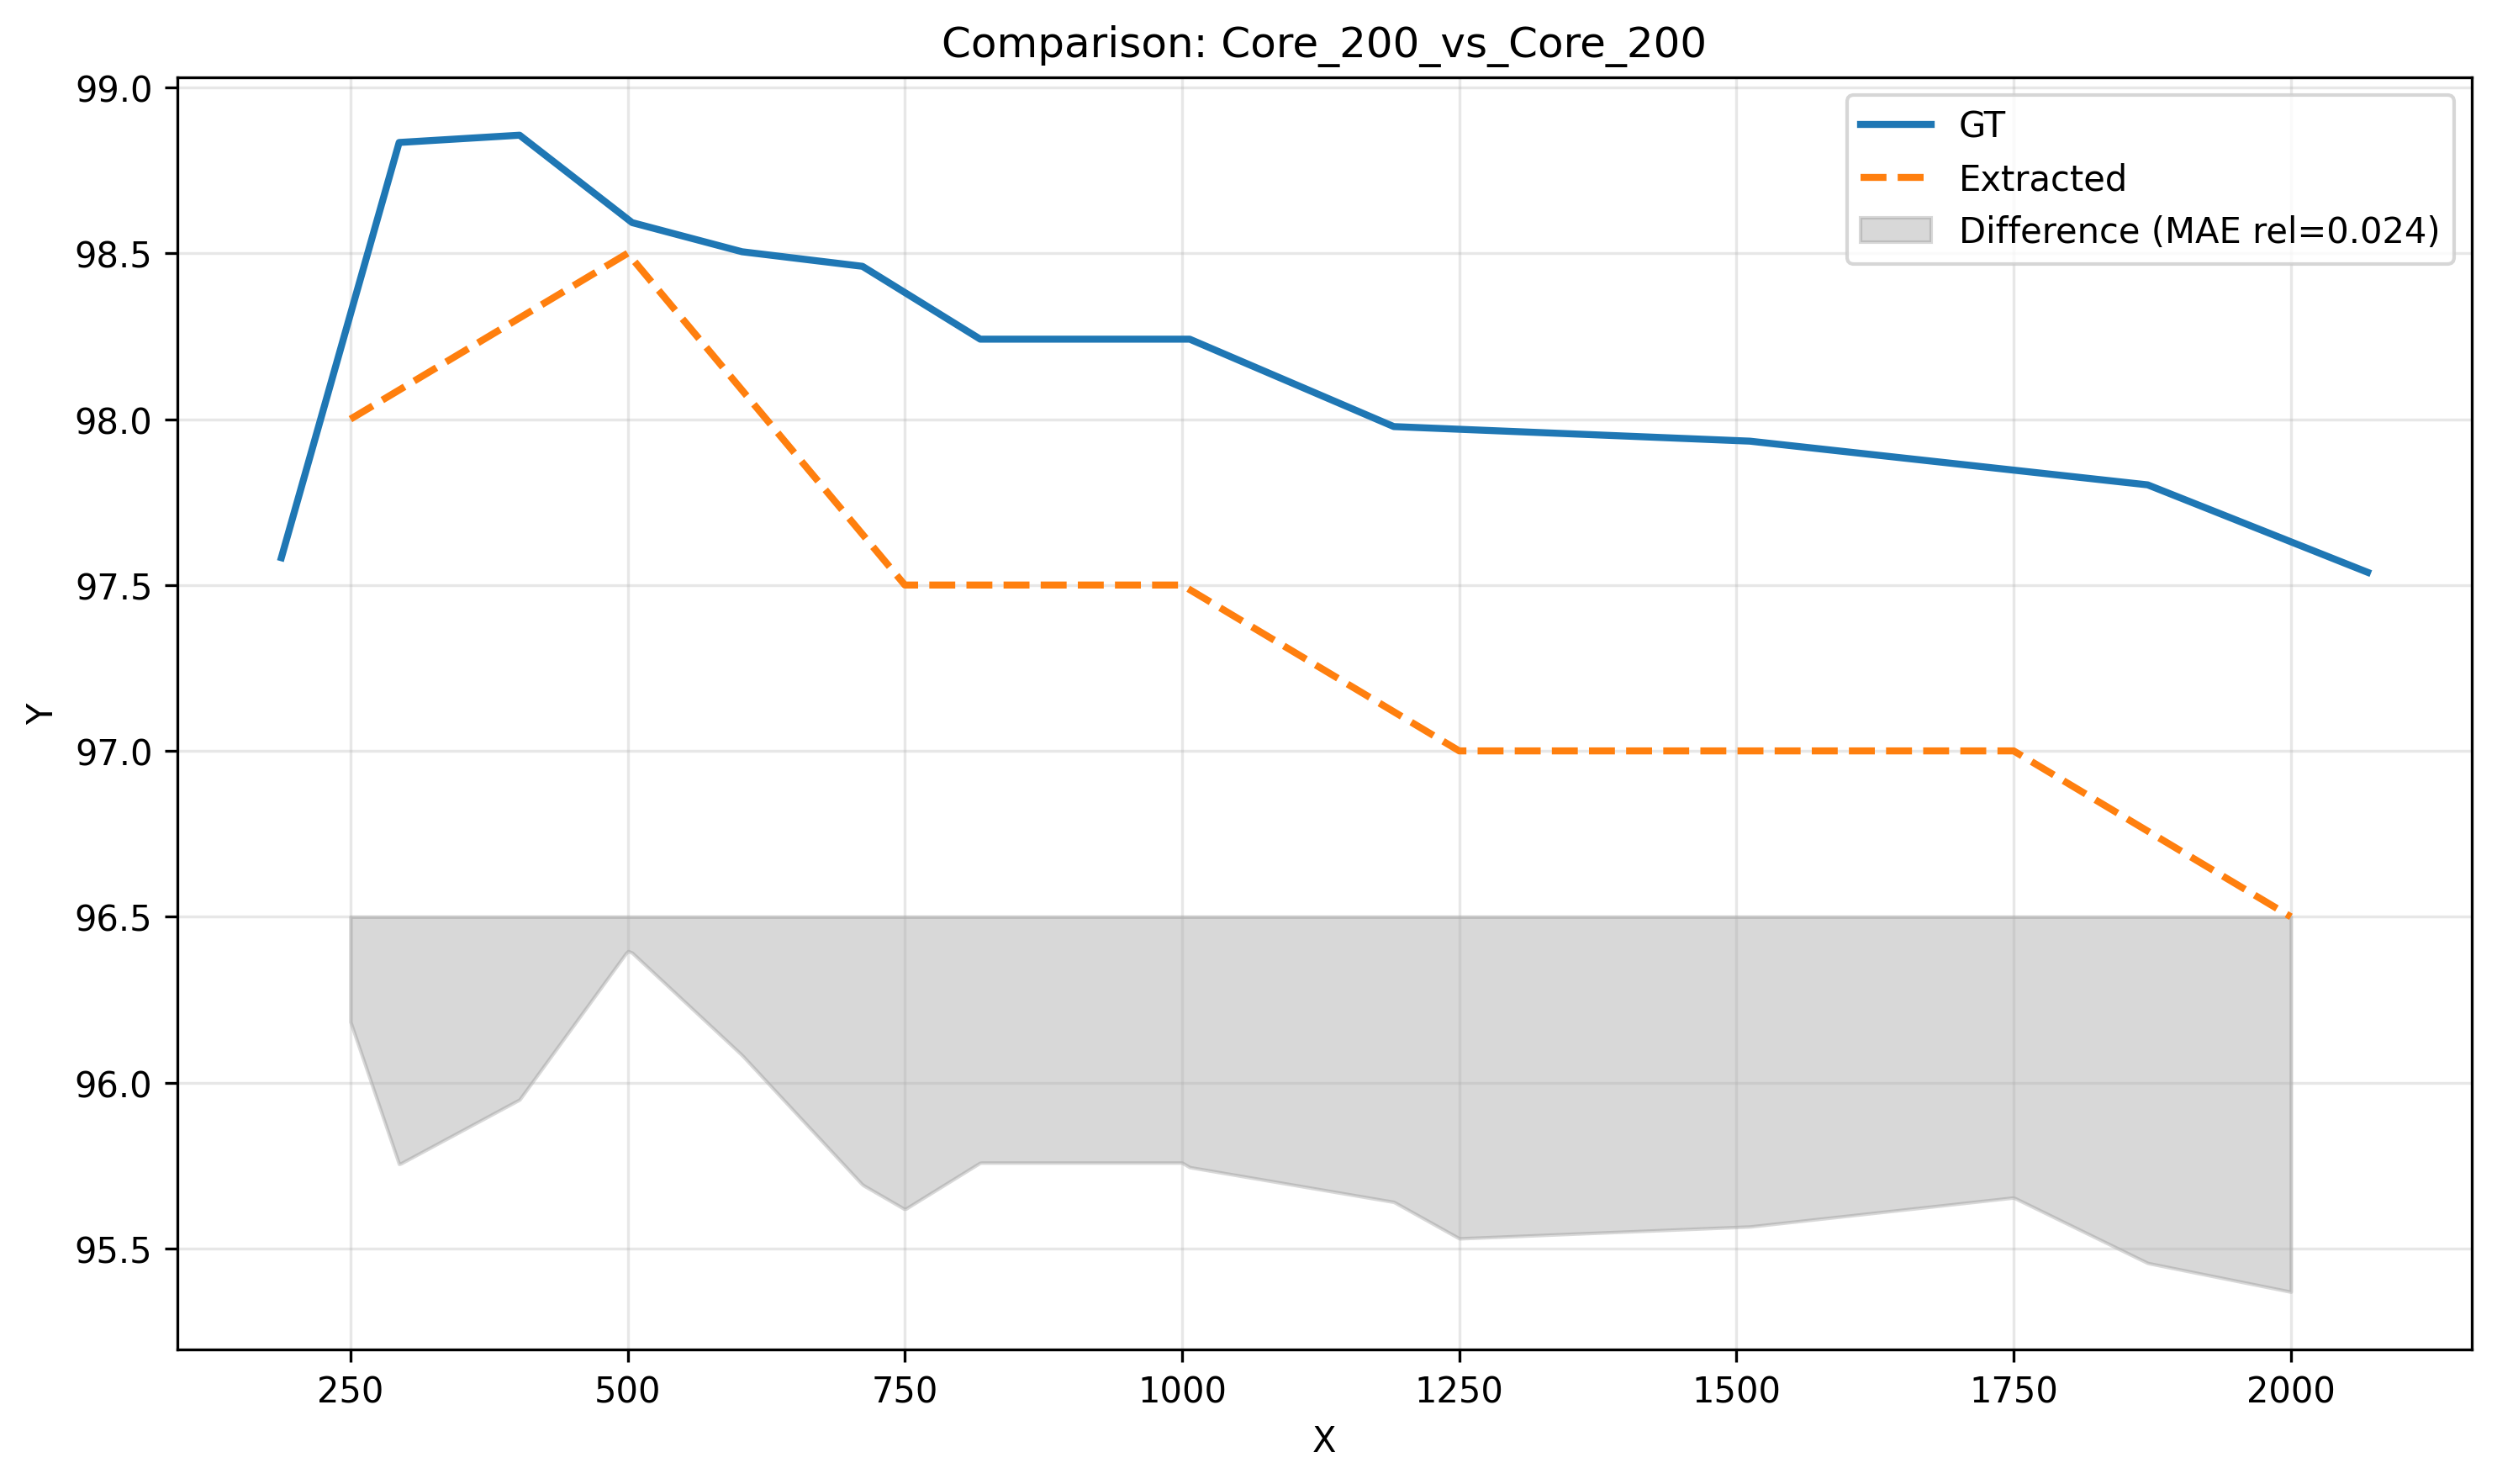 Comparison: Core_200_vs_Core_200
GT
Extracted
Difference (MAE rel=0.024)
Y
99.0
98.5
98.0
97.5
97.0
96.5
96.0
95.5
250 500 750 1000 1250 1500 1750 2000
X